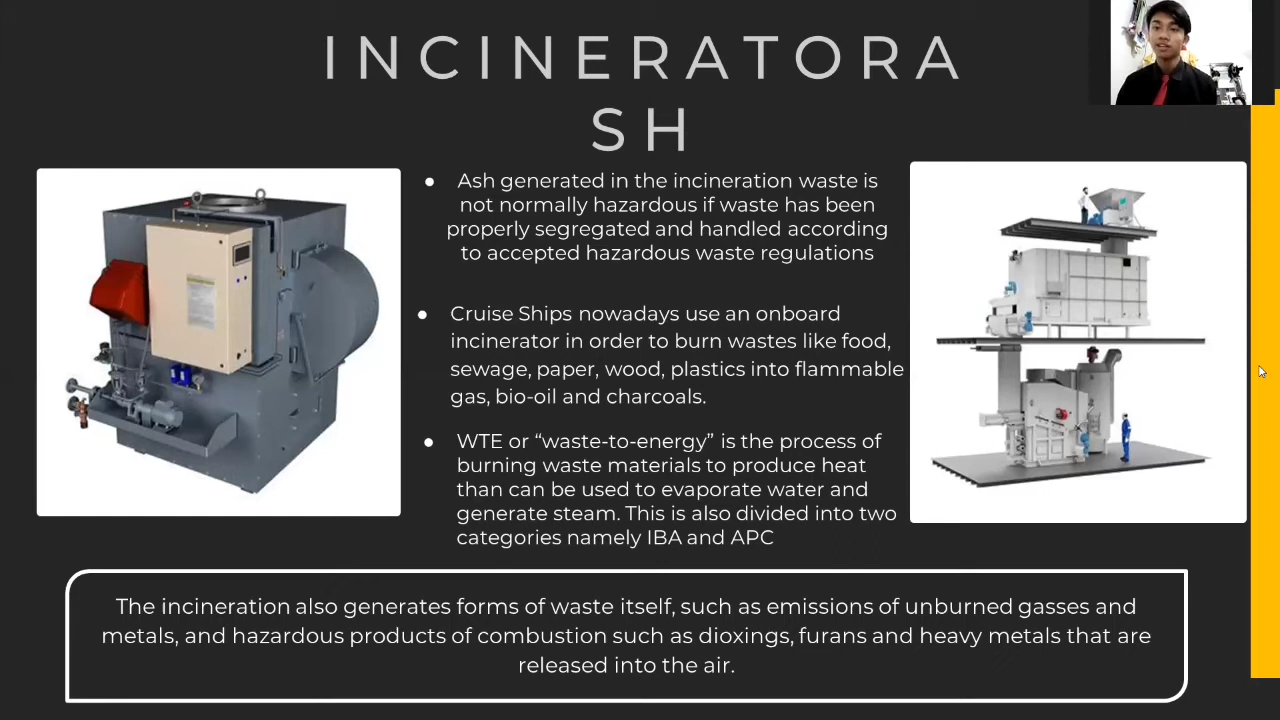 INCINERATORA
SH
• Ash generated in the incineration waste is
not normally hazardous if waste has been
properly segregated and handled according
to accepted hazardous waste regulations
• Cruise Ships nowadays use an onboard
incinerator in order to burn wastes like food,
sewage, paper, wood, plastics into flammable
gas, bio-oil and charcoals.
• WTE or “waste-to-energy” is the process of
burning waste materials to produce heat
than can be used to evaporate water and
generate steam. This is also divided into two
categories namely IBA and APC
The incineration also generates forms of waste itself, such as emissions of unburned gasses and
metals, and hazardous products of combustion such as dioxings, furans and heavy metals that are
released into the air.